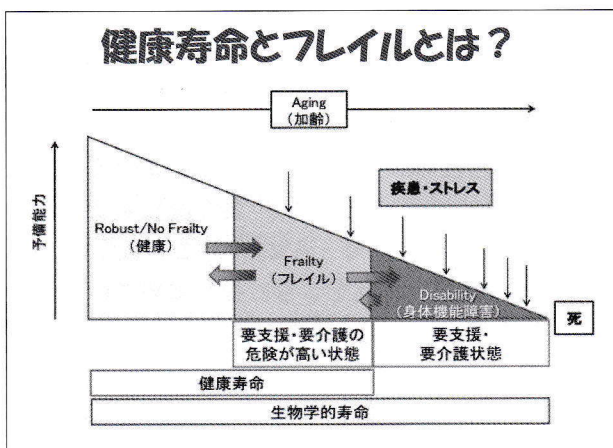 健康寿命とフレイルとは？
Aging
（加齢）
予備能力
疾患・ストレス
Robust/No Frailty
（健康）
Frailty
（フレイル）
Disability
（身体機能障害）
死
要支援・要介護の
危険が高い状態
要支援・
要介護状態
健康寿命
生物学的寿命